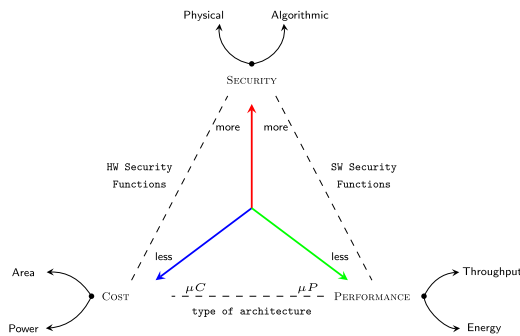 Physical Algorithmic
SECURITY
more more
HW Security
Functions
SW Security
Functions
less less
Area Throughput
μC μP
COST PERFORMANCE
type of architecture
Power Energy